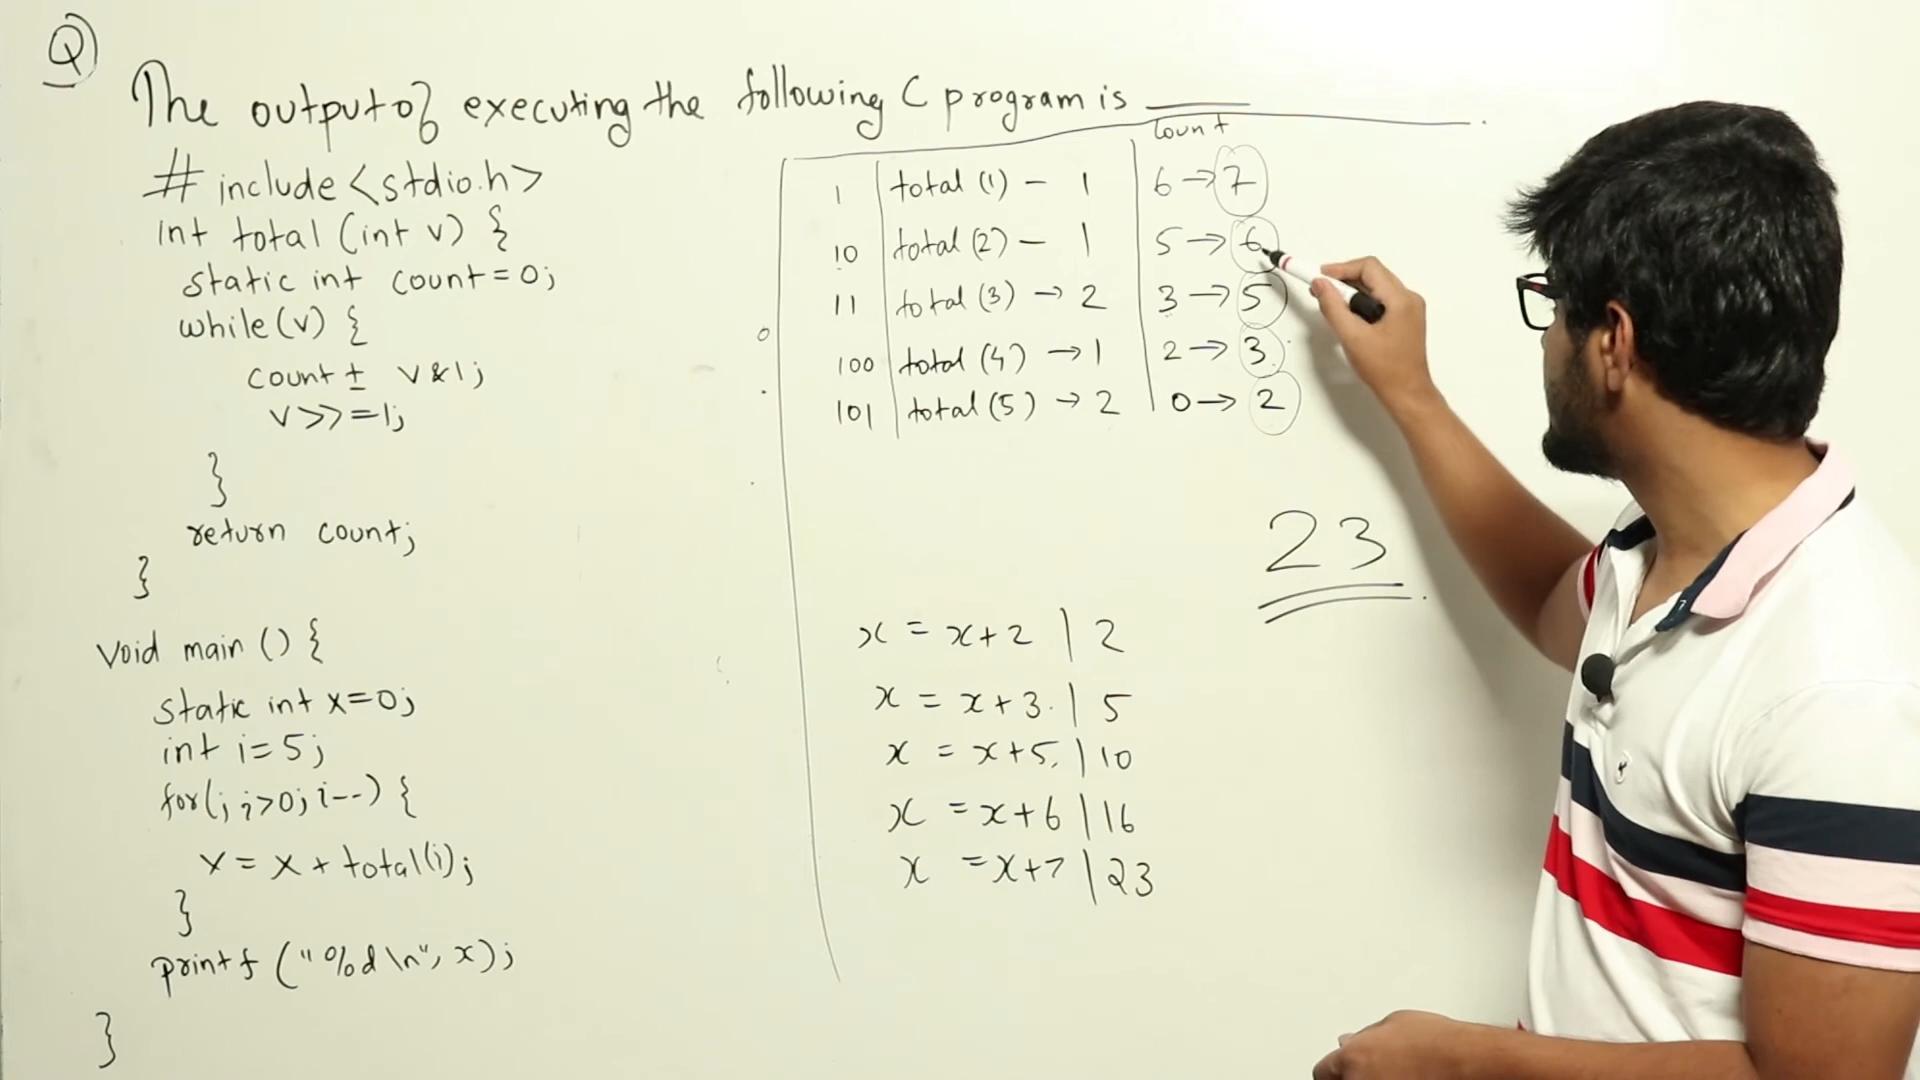 Q
The output of executing the following C program is ____
# include <stdio.h>
int total (int v) {
static int count=0;
while(v) {
count ± v&1;
v>>=1;
}
return count;
}
Void main () {
static int x=0;
int i=5;
for(; i>0; i--) {
x = x + total(i);
}
printf ("%d\n", x);
}
Count
1 | total (1) - 1 | 6 → 7
10 | total (2) - 1 | 5 → 6
11 | total (3) → 2 | 3 → 5
100 | total (4) → 1 | 2 → 3
101 | total (5) → 2 | 0 → 2
23
x = x+2 | 2
x = x+3. | 5
x = x+5. | 10
x = x+6 | 16
x = x+7 | 23